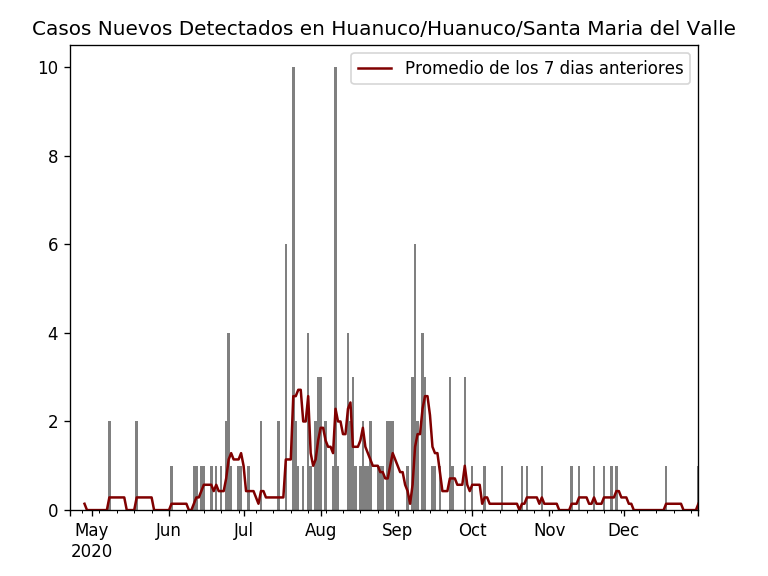 Casos Nuevos Detectados en Huanuco/Huanuco/Santa Maria del Valle
Promedio de los 7 dias anteriores
10
8
6
4
2
0
May Jun Jul Aug Sep Oct Nov Dec
2020